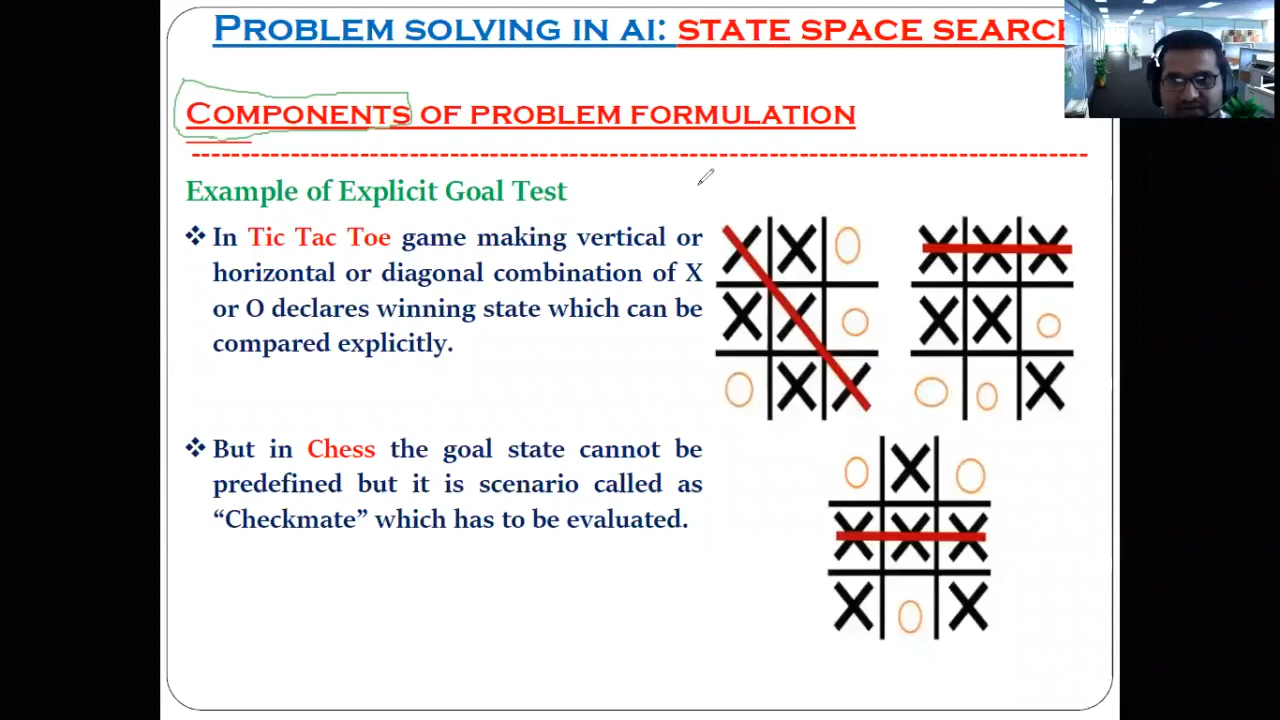 PROBLEM SOLVING IN AI: STATE SPACE SEARCH
COMPONENTS OF PROBLEM FORMULATION
Example of Explicit Goal Test
❖ In Tic Tac Toe game making vertical or
horizontal or diagonal combination of X
or O declares winning state which can be
compared explicitly.
❖ But in Chess the goal state cannot be
predefined but it is scenario called as
“Checkmate” which has to be evaluated.
X X O
X X O
O X X
X X X
X X O
O O X
O X O
X X X
X O X